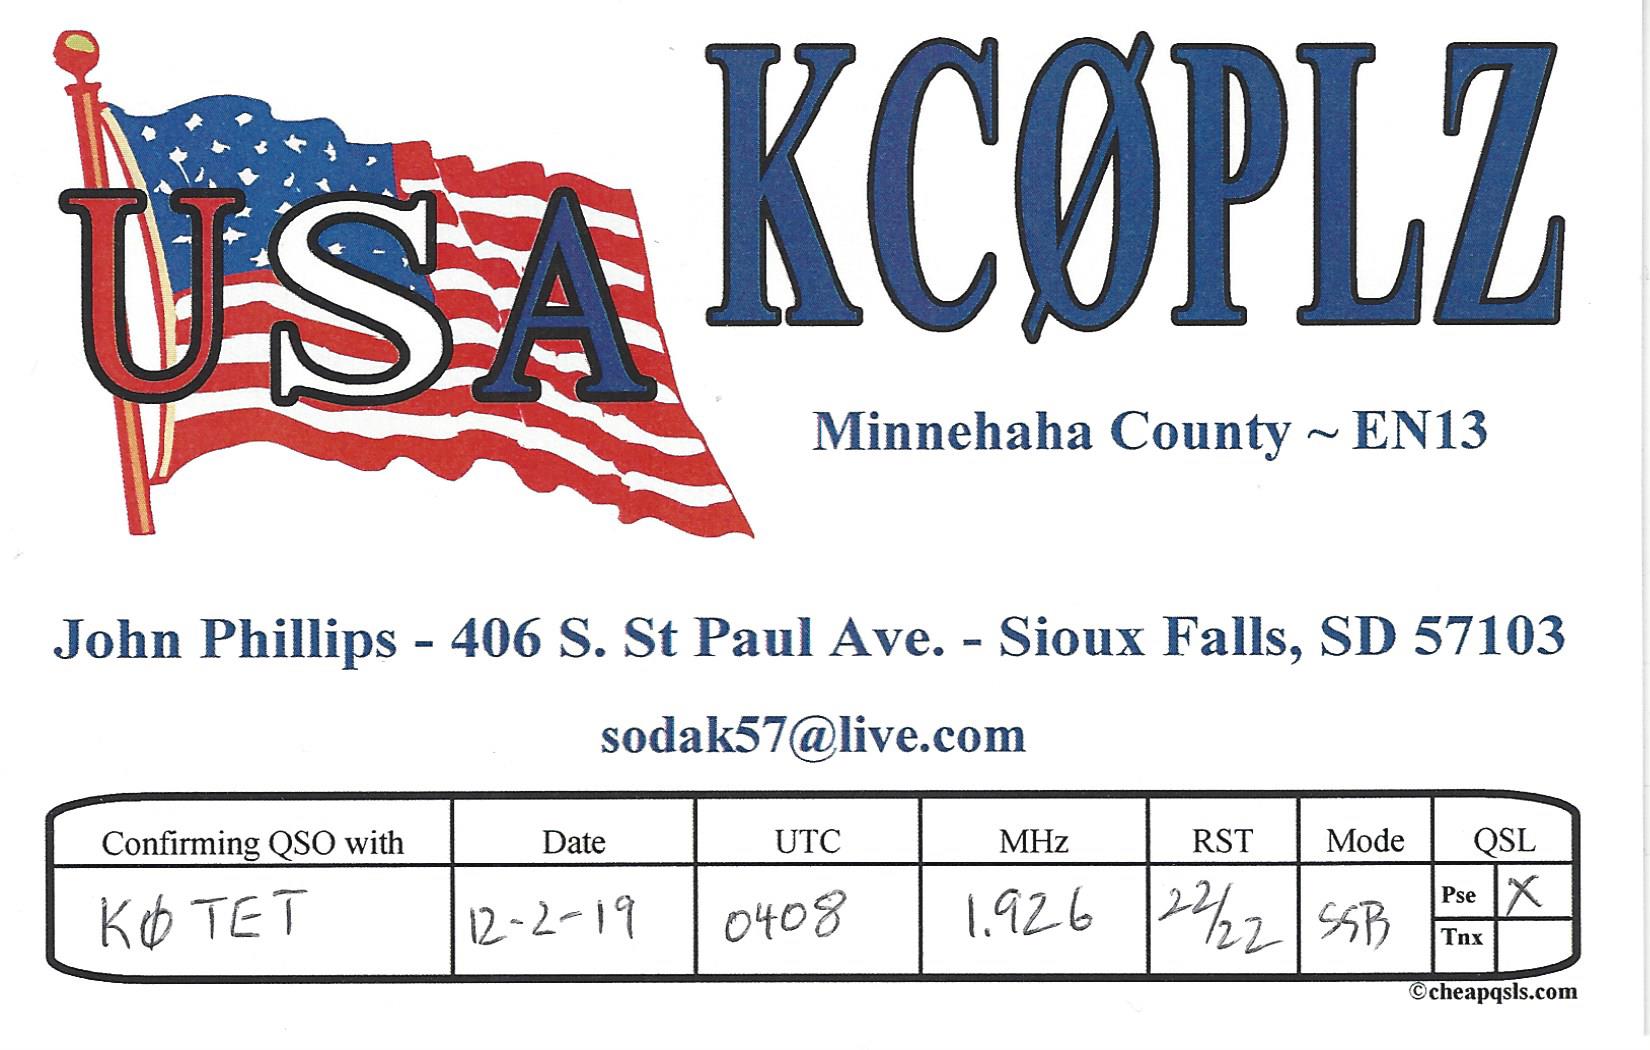 USA
KCØPLZ
Minnehaha County ~ EN13
John Phillips - 406 S. St Paul Ave. - Sioux Falls, SD 57103
sodak57@live.com
Confirming QSO with Date UTC MHz RST Mode QSL
KØTET 12-2-19 0408 1.926 22/22 SSB Pse X
Tnx
©cheapqsls.com